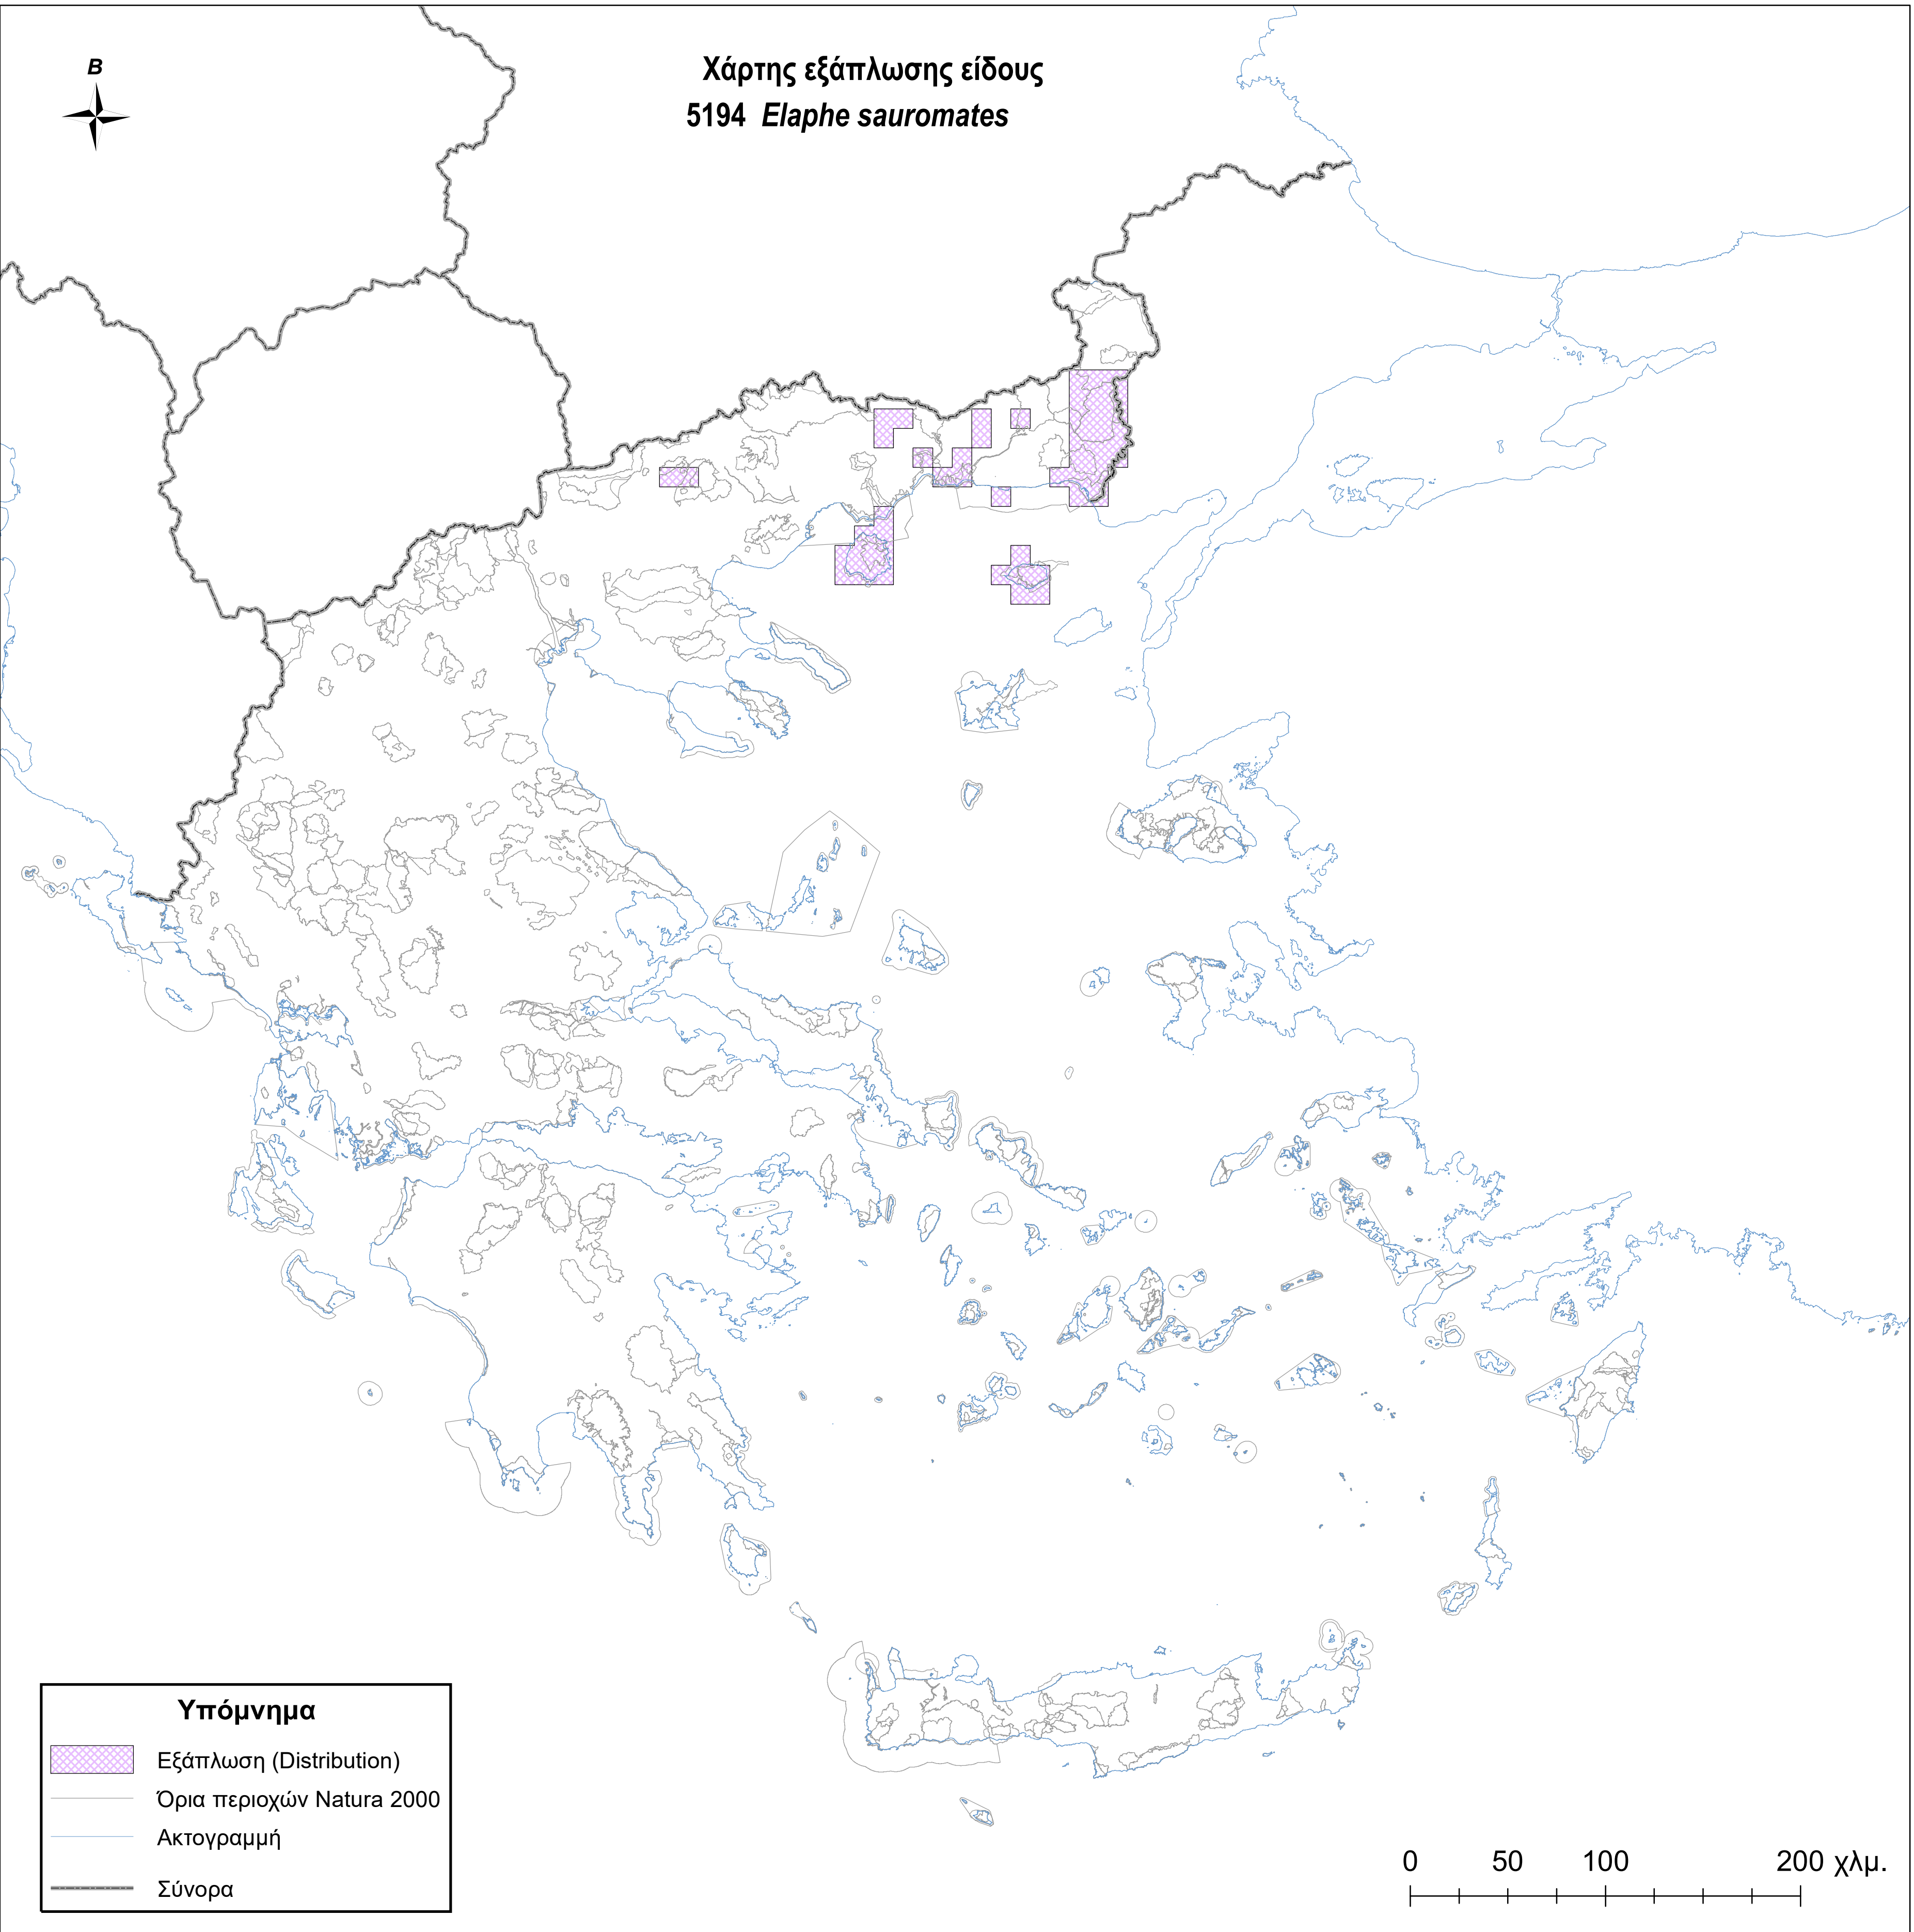 B
Χάρτης εξάπλωσης είδους
5194 Elaphe sauromates
Υπόμνημα
Εξάπλωση (Distribution)
Όρια περιοχών Natura 2000
Ακτογραμμή
Σύνορα
0 50 100 200 χλμ.